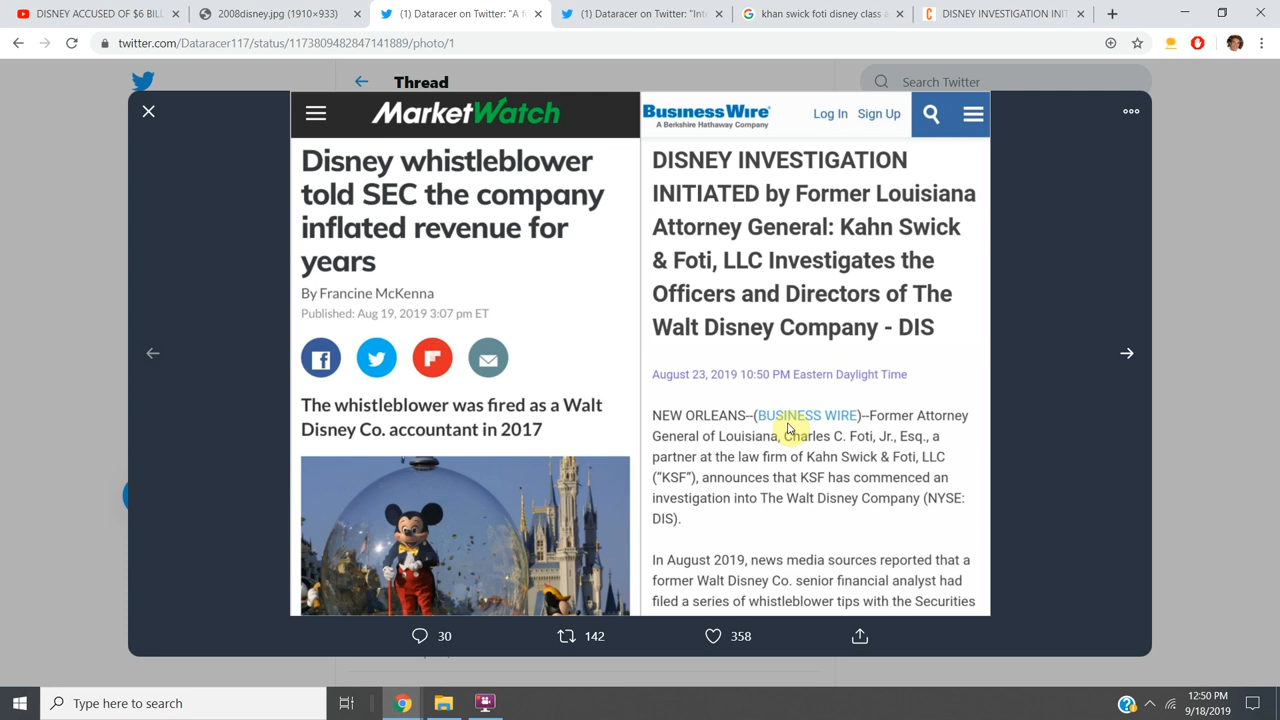 DISNEY ACCUSED OF $6 BILL
2008disney.jpg (1910×933)
(1) Dataracer on Twitter: "A f
(1) Dataracer on Twitter: "Inte
khan swick foti disney class a
DISNEY INVESTIGATION INIT
twitter.com/Dataracer117/status/1173809482847141889/photo/1
Thread
Search Twitter
MarketWatch
Disney whistleblower
told SEC the company
inflated revenue for
years
By Francine McKenna
Published: Aug 19, 2019 3:07 pm ET
The whistleblower was fired as a Walt
Disney Co. accountant in 2017
Business Wire
A Berkshire Hathaway Company
Log In Sign Up
DISNEY INVESTIGATION
INITIATED by Former Louisiana
Attorney General: Kahn Swick
& Foti, LLC Investigates the
Officers and Directors of The
Walt Disney Company - DIS
August 23, 2019 10:50 PM Eastern Daylight Time
NEW ORLEANS--(BUSINESS WIRE)--Former Attorney
General of Louisiana, Charles C. Foti, Jr., Esq., a
partner at the law firm of Kahn Swick & Foti, LLC
("KSF"), announces that KSF has commenced an
investigation into The Walt Disney Company (NYSE:
DIS).
In August 2019, news media sources reported that a
former Walt Disney Co. senior financial analyst had
filed a series of whistleblower tips with the Securities
30
142
358
Type here to search
12:50 PM
9/18/2019